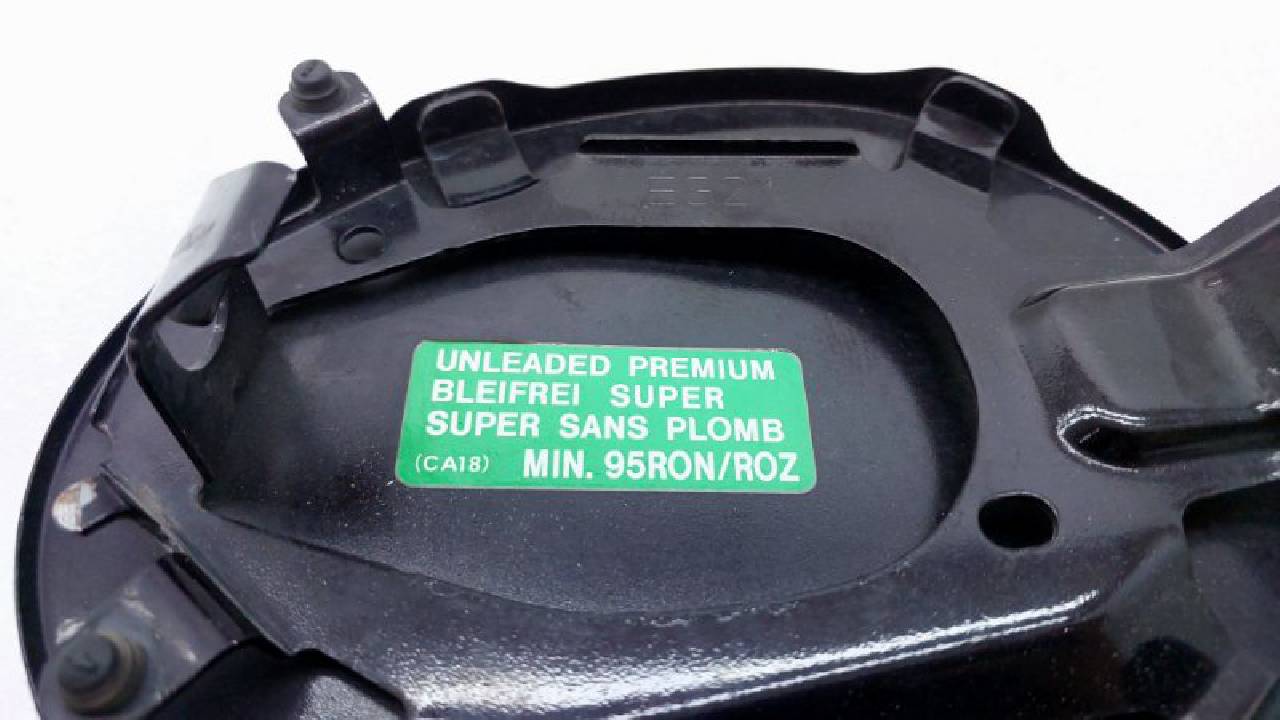 UNLEADED PREMIUM
BLEIFREI SUPER
SUPER SANS PLOMB
(CA18) MIN. 95RON/ROZ